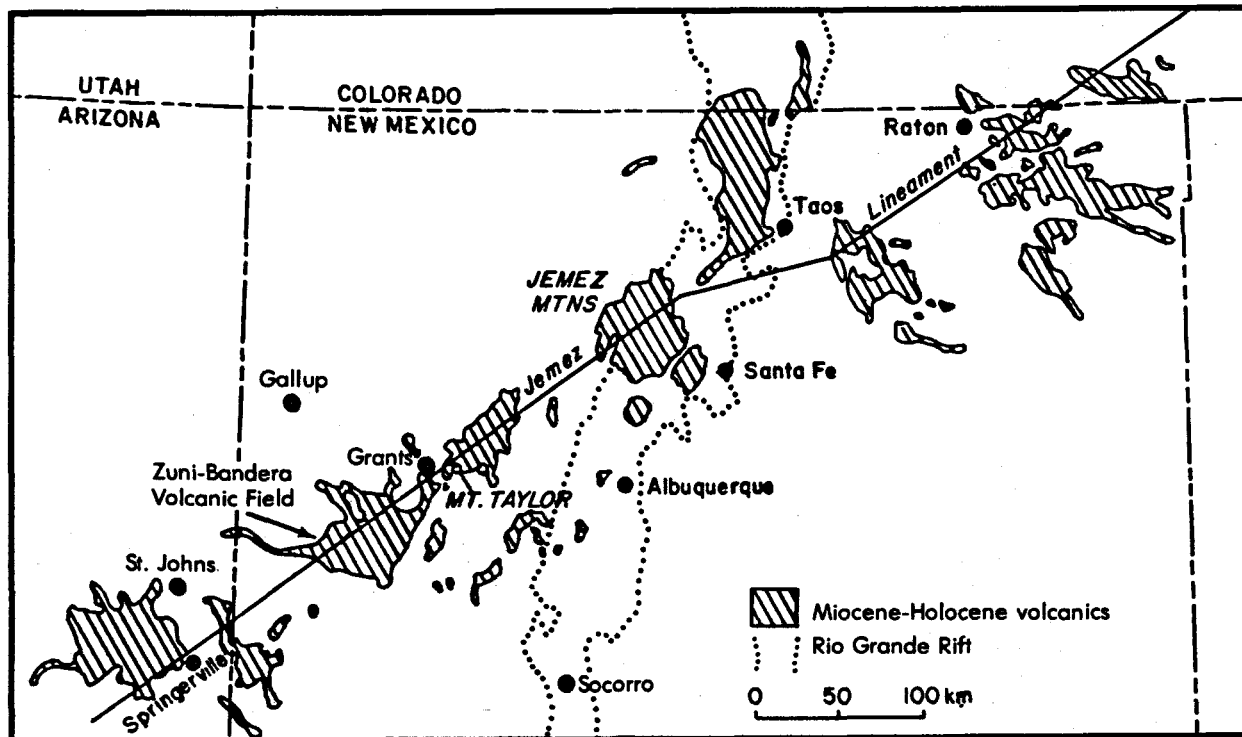 UTAH
ARIZONA
COLORADO
NEW MEXICO
Raton
Lineament
Taos
JEMEZ
MTNS
Santa Fe
Jemez
Gallup
Grants
MT. TAYLOR
Zuni-Bandera
Volcanic Field
Albuquerque
St. Johns
Springerville
Socorro
Miocene-Holocene volcanics
Rio Grande Rift
0 50 100 km